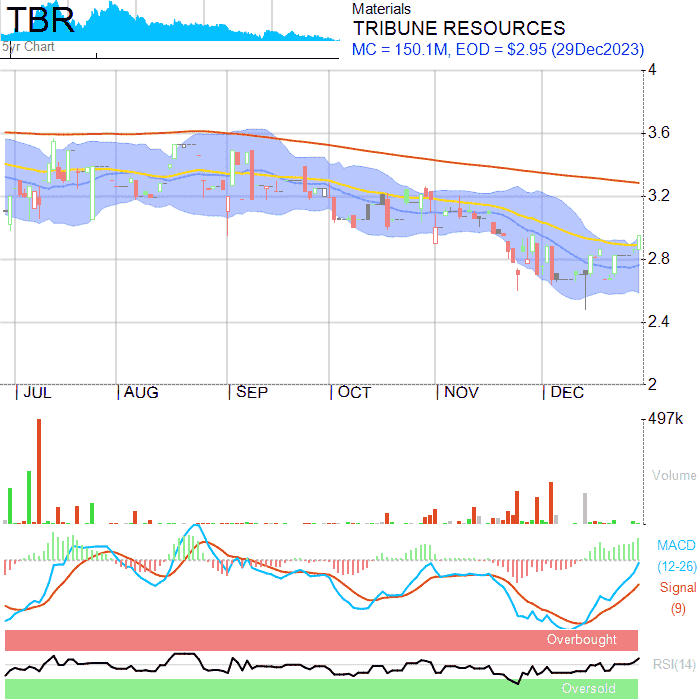 TBR
5yr Chart
Materials
TRIBUNE RESOURCES
MC = 150.1M, EOD = $2.95 (29Dec2023)
4
3.6
3.2
2.8
2.4
2
JUL AUG SEP OCT NOV DEC
497k
Volume
MACD
(12-26)
Signal
(9)
Overbought
RSI(14)
Oversold